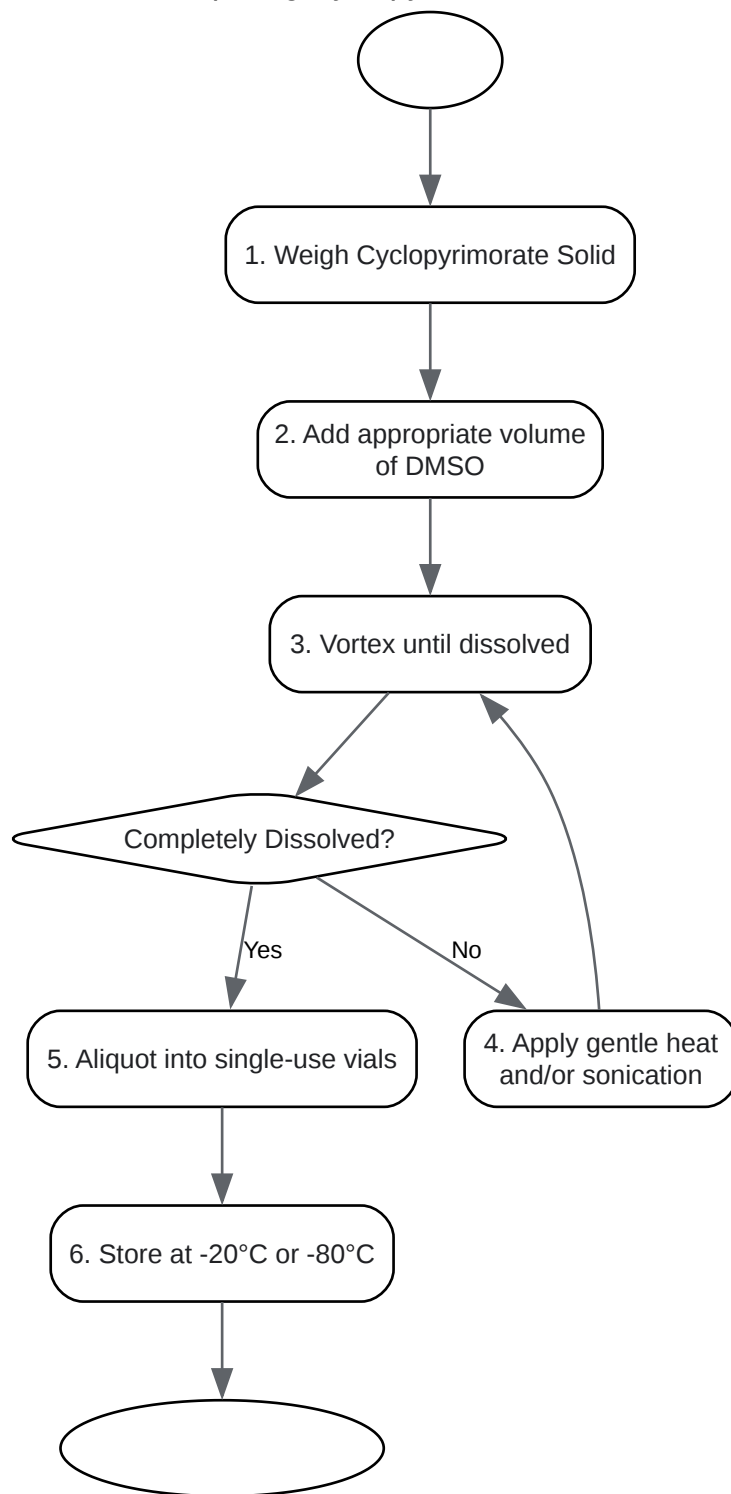 1. Weigh Cyclopyrimorate Solid
2. Add appropriate volume
of DMSO
3. Vortex until dissolved
Completely Dissolved?
Yes
No
5. Aliquot into single-use vials
4. Apply gentle heat
and/or sonication
6. Store at -20°C or -80°C